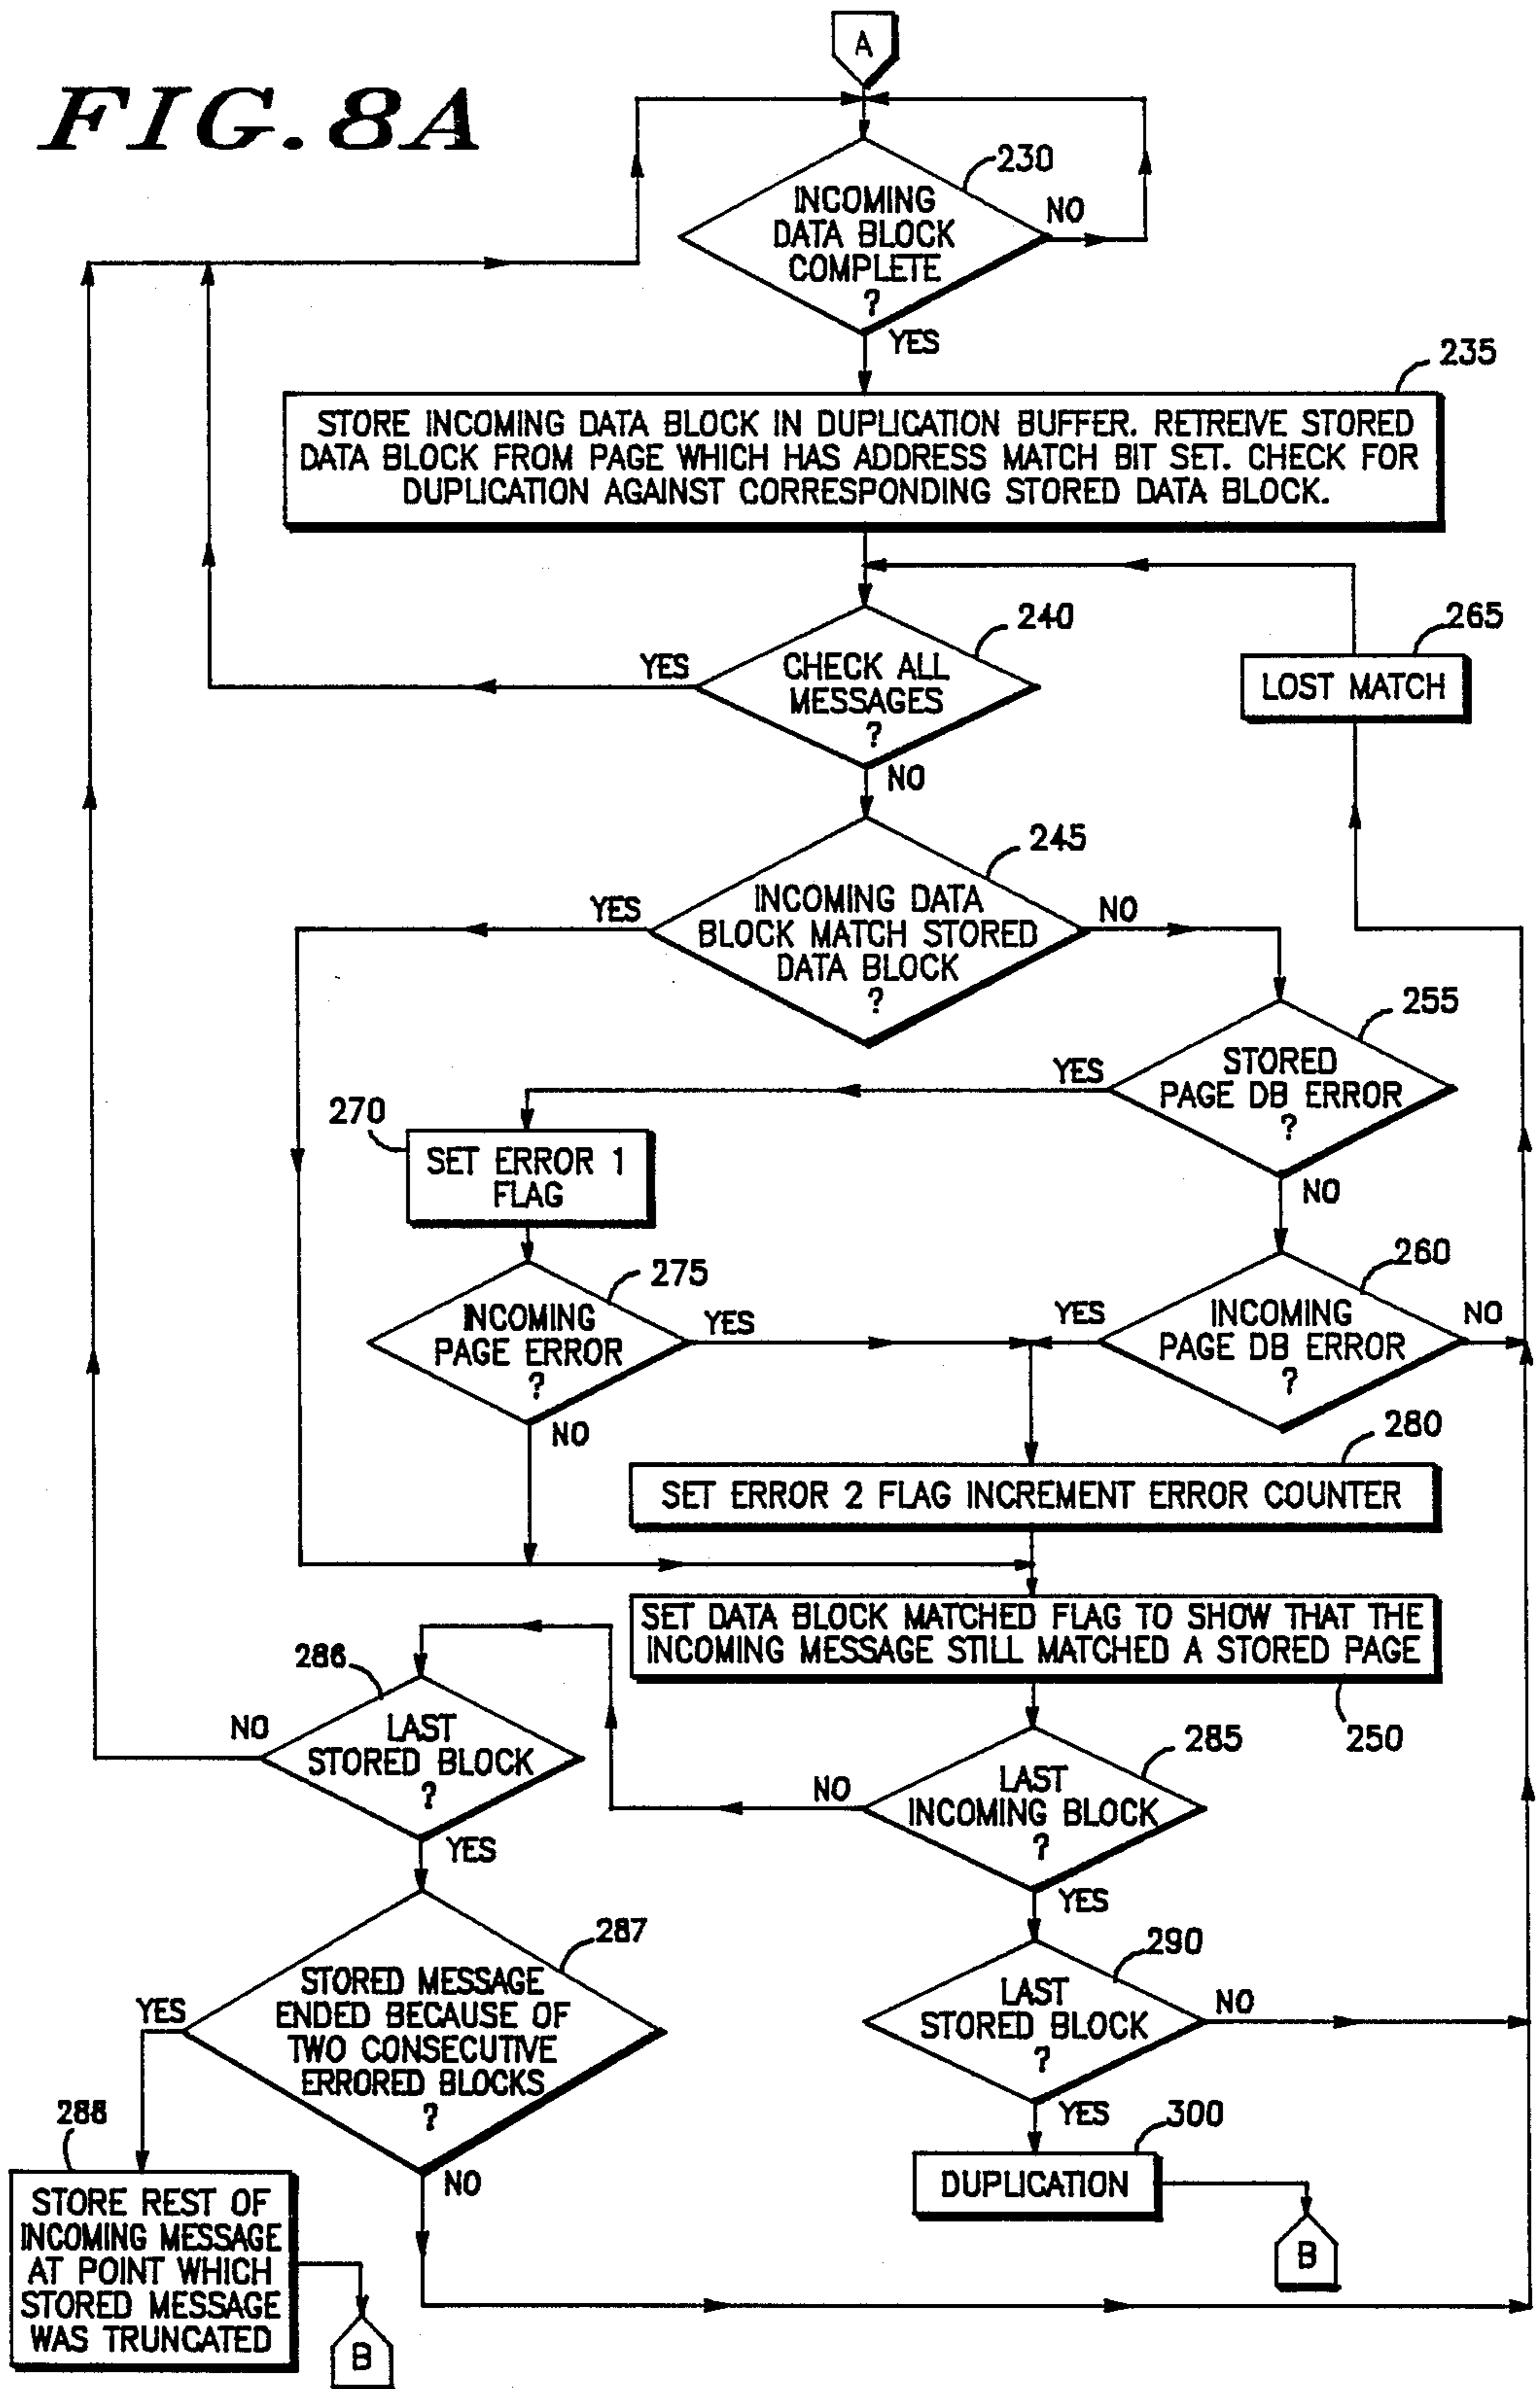 A
FIG.8A
230
INCOMING
DATA BLOCK
COMPLETE
?
NO
YES
235
STORE INCOMING DATA BLOCK IN DUPLICATION BUFFER. RETREIVE STORED
DATA BLOCK FROM PAGE WHICH HAS ADDRESS MATCH BIT SET. CHECK FOR
DUPLICATION AGAINST CORRESPONDING STORED DATA BLOCK.
240
CHECK ALL
MESSAGES
?
YES
NO
265
LOST MATCH
245
INCOMING DATA
BLOCK MATCH STORED
DATA BLOCK
?
YES
NO
255
STORED
PAGE DB ERROR
?
YES
NO
270
SET ERROR 1
FLAG
275
INCOMING
PAGE ERROR
?
YES
NO
260
INCOMING
PAGE DB ERROR
?
YES
NO
280
SET ERROR 2 FLAG INCREMENT ERROR COUNTER
SET DATA BLOCK MATCHED FLAG TO SHOW THAT THE
INCOMING MESSAGE STILL MATCHED A STORED PAGE
250
286
LAST
STORED BLOCK
?
NO
YES
285
LAST
INCOMING BLOCK
?
NO
YES
287
STORED MESSAGE
ENDED BECAUSE OF
TWO CONSECUTIVE
ERRORED BLOCKS
?
YES
NO
290
LAST
STORED BLOCK
?
NO
YES
288
STORE REST OF
INCOMING MESSAGE
AT POINT WHICH
STORED MESSAGE
WAS TRUNCATED
B
300
DUPLICATION
B